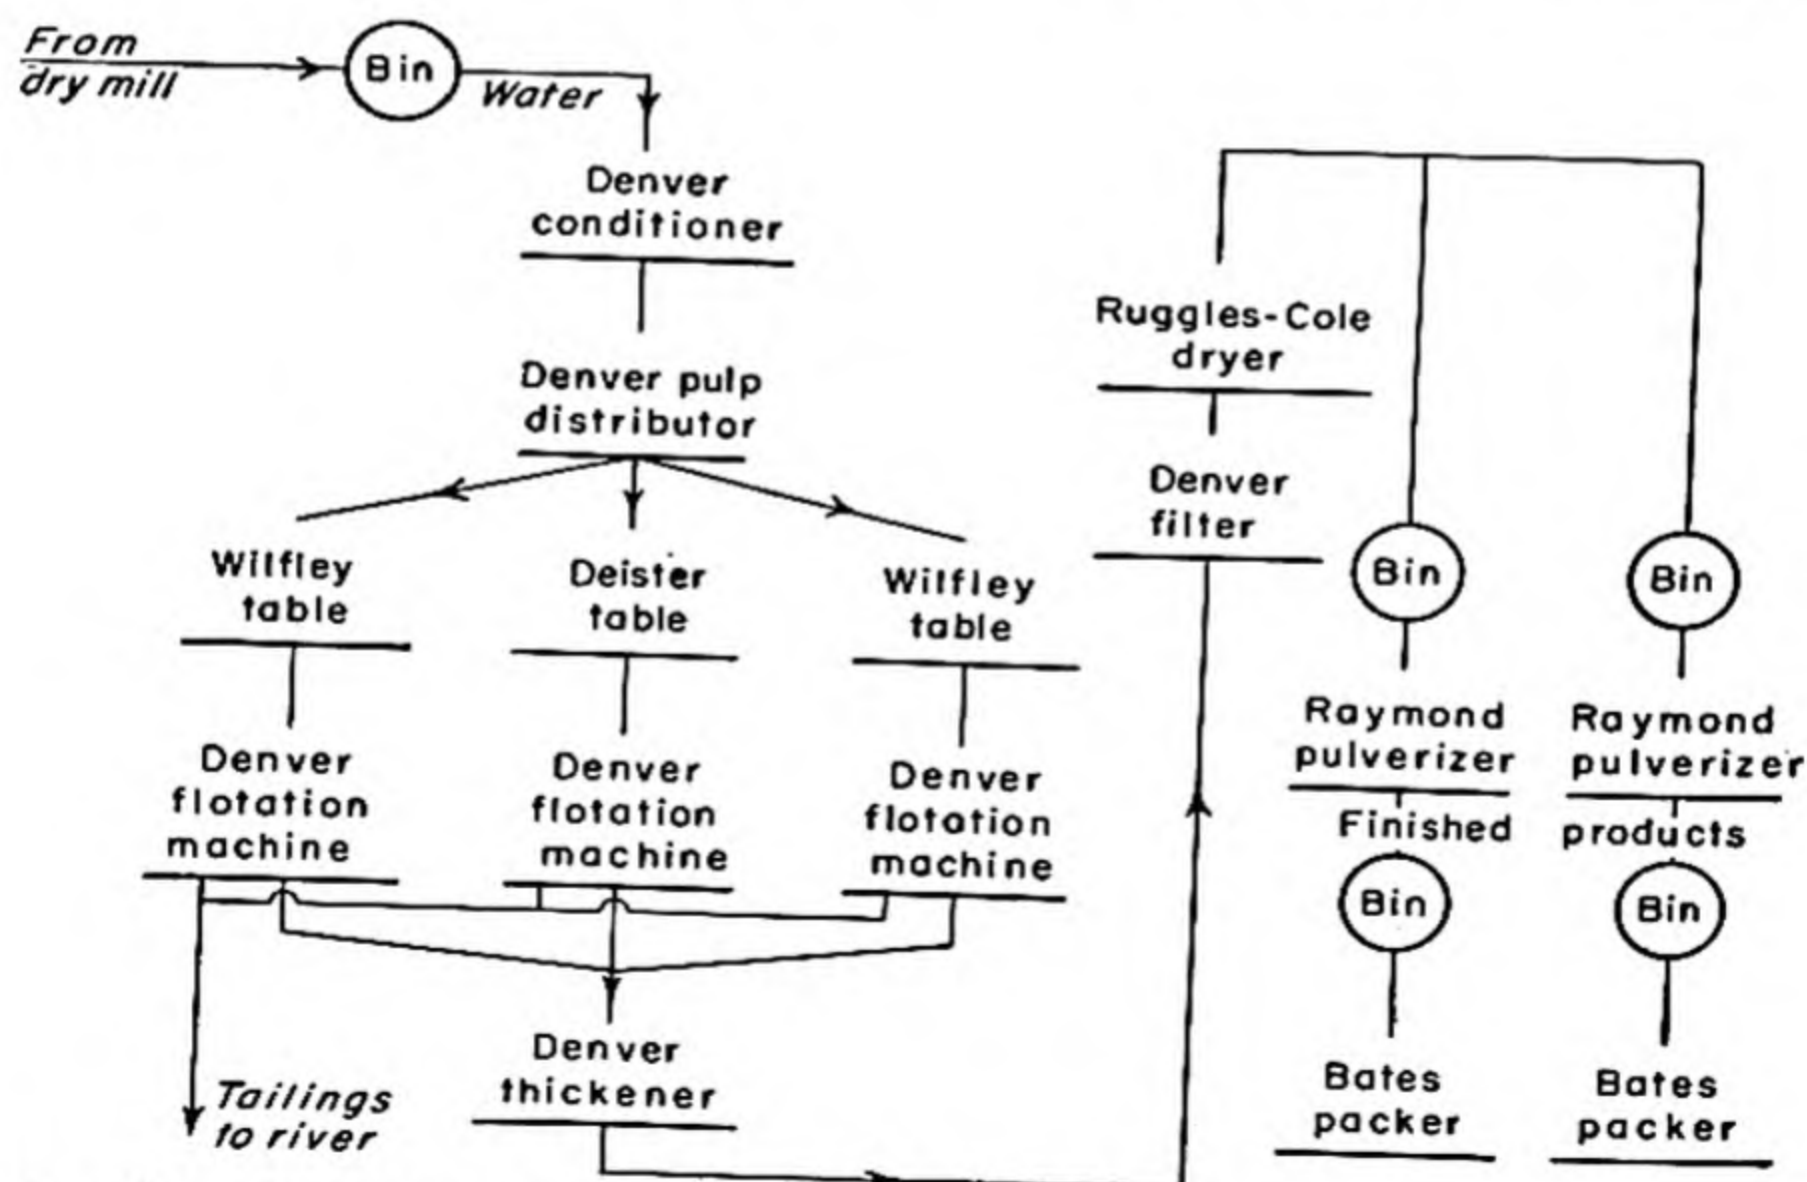 From
dry mill
Bin
Water
Denver
conditioner
Denver pulp
distributor
Wilfley
table
Deister
table
Wilfley
table
Denver
flotation
machine
Denver
flotation
machine
Denver
flotation
machine
Tailings
to river
Denver
thickener
Ruggles-Cole
dryer
Denver
filter
Bin
Bin
Raymond
pulverizer
Raymond
pulverizer
Finished products
Bin
Bin
Bates
packer
Bates
packer